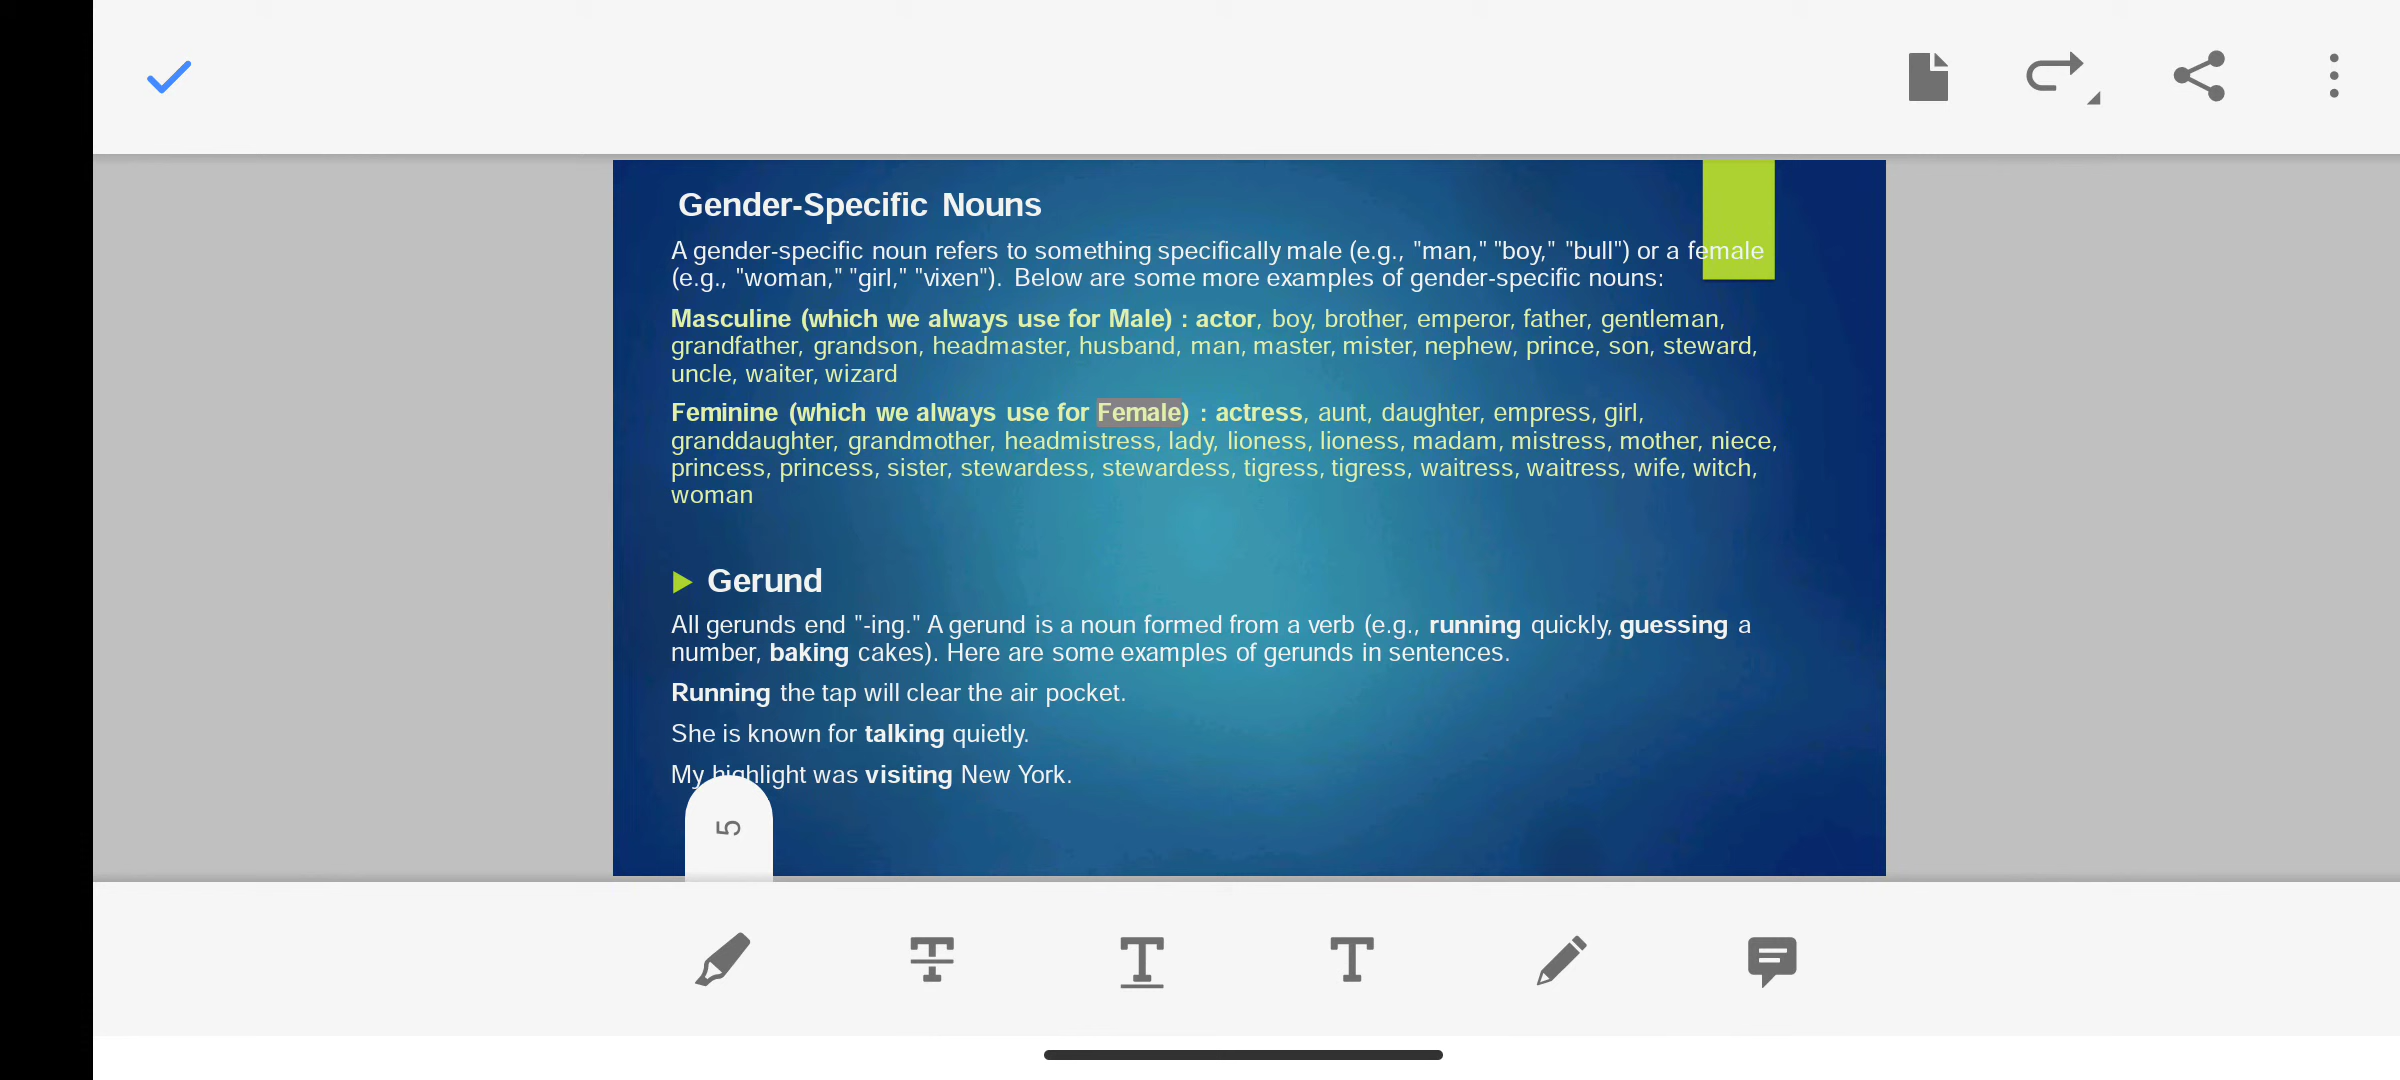 Gender-Specific Nouns
A gender-specific noun refers to something specifically male (e.g., "man," "boy," "bull") or a female
(e.g., "woman," "girl," "vixen"). Below are some more examples of gender-specific nouns:
Masculine (which we always use for Male) : actor, boy, brother, emperor, father, gentleman,
grandfather, grandson, headmaster, husband, man, master, mister, nephew, prince, son, steward,
uncle, waiter, wizard
Feminine (which we always use for Female) : actress, aunt, daughter, empress, girl,
granddaughter, grandmother, headmistress, lady, lioness, lioness, madam, mistress, mother, niece,
princess, princess, sister, stewardess, stewardess, tigress, tigress, waitress, waitress, wife, witch,
woman
Gerund
All gerunds end "-ing." A gerund is a noun formed from a verb (e.g., running quickly, guessing a
number, baking cakes). Here are some examples of gerunds in sentences.
Running the tap will clear the air pocket.
She is known for talking quietly.
My highlight was visiting New York.
5